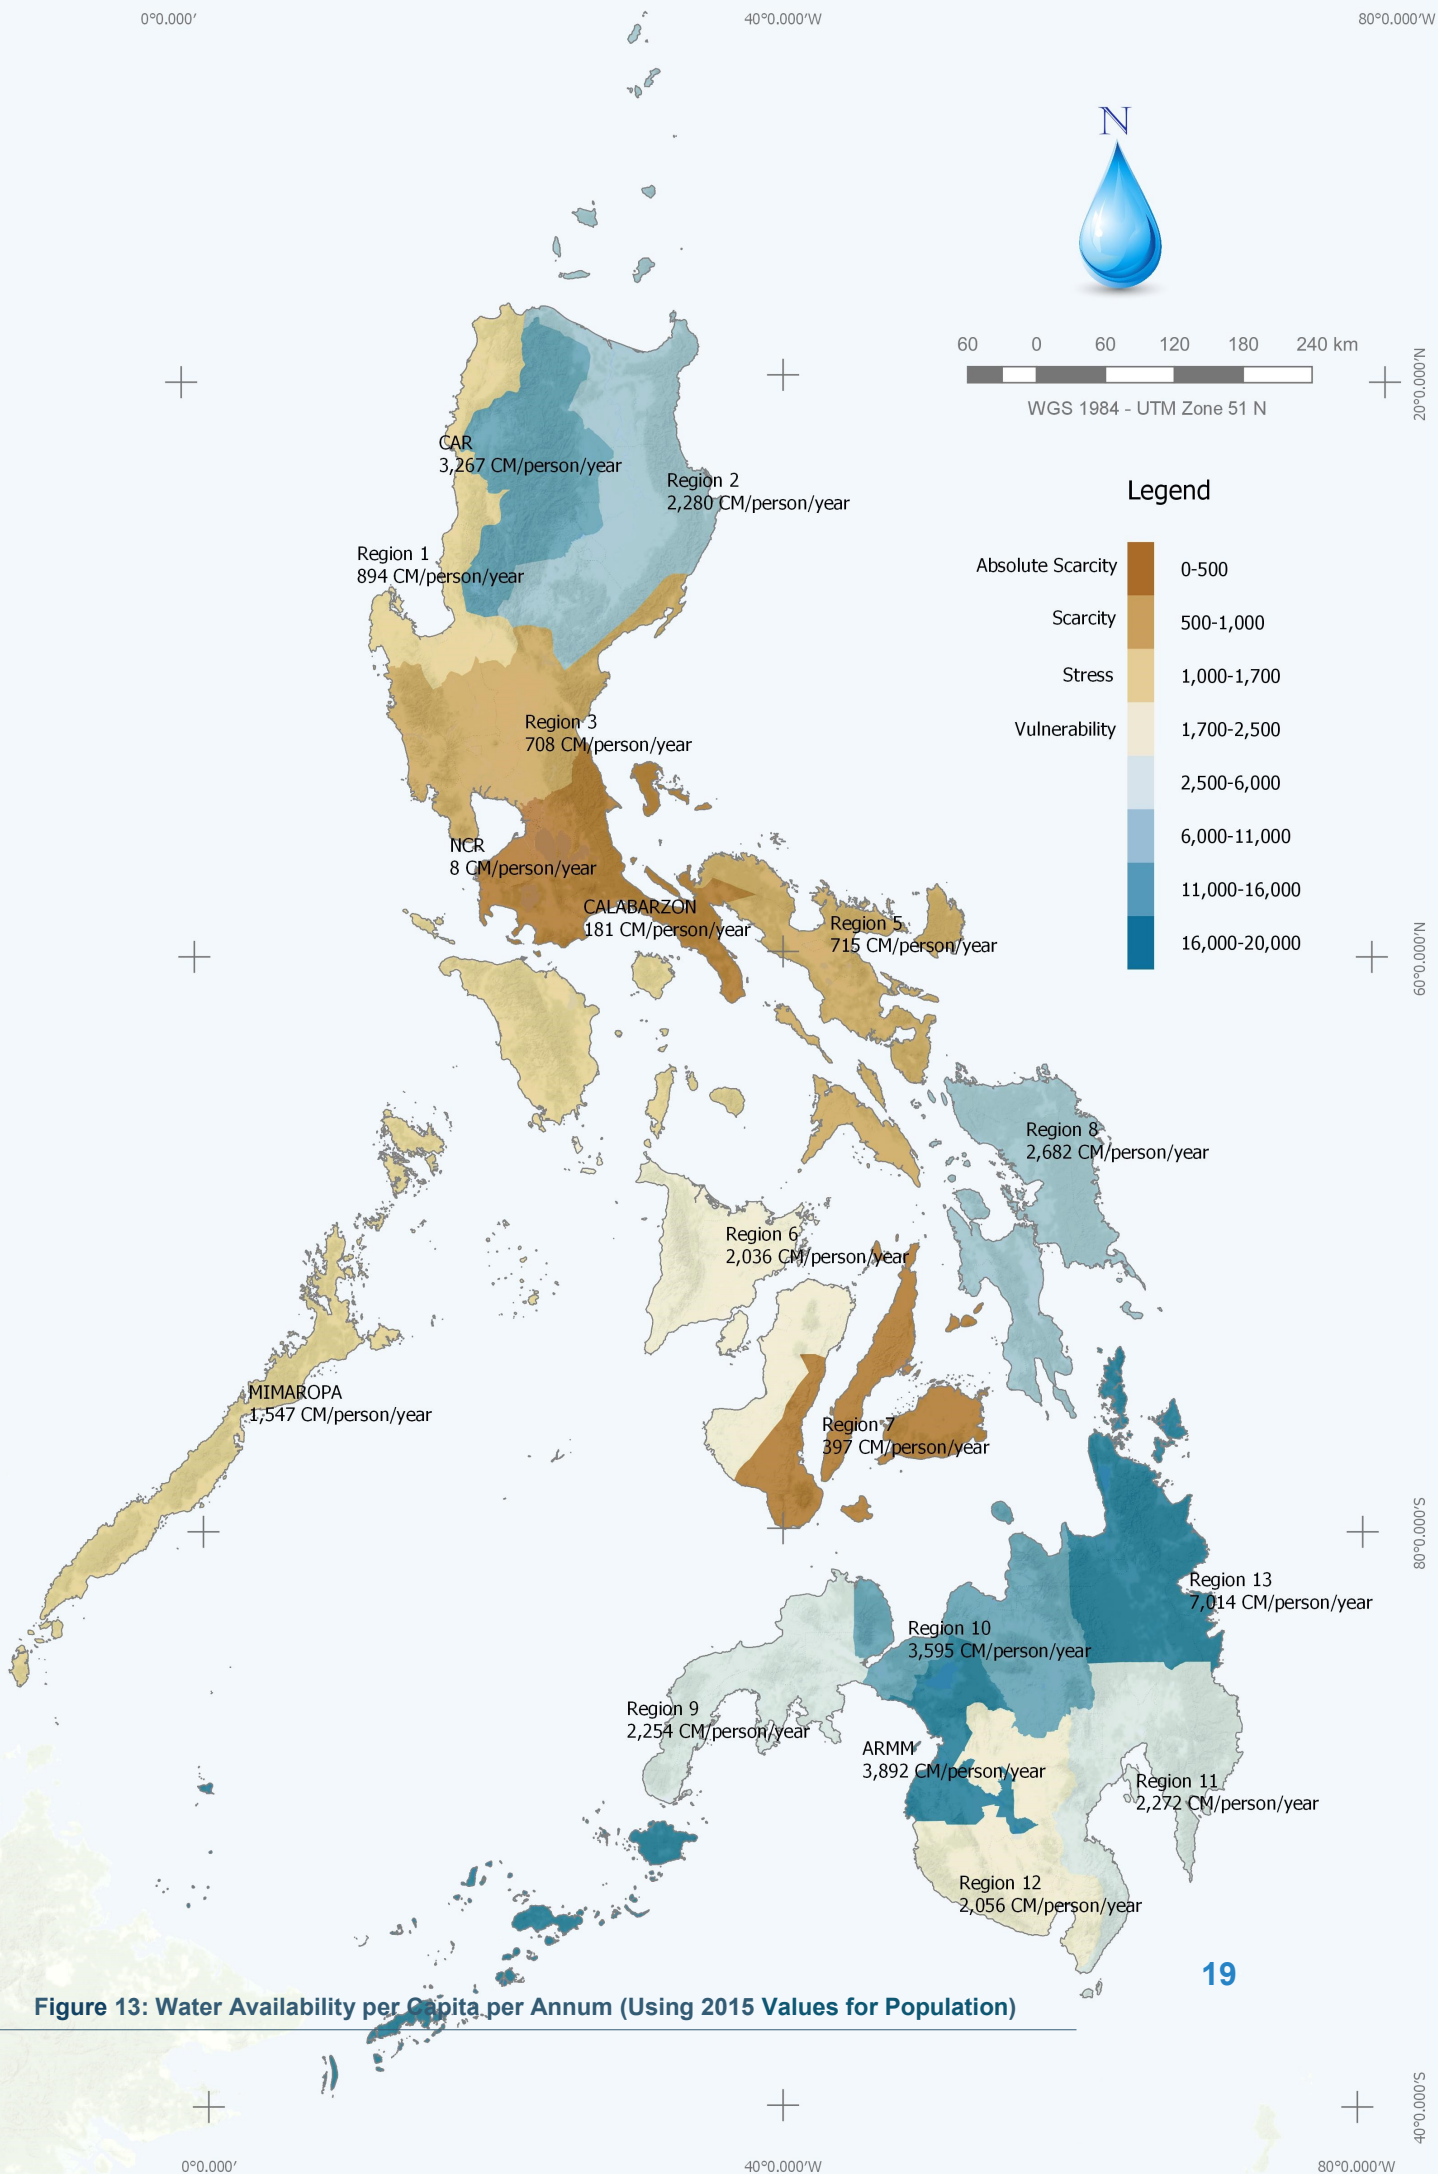 0°0.000'
40°0.000'W
80°0.000'W
N
60 0 60 120 180 240 km
WGS 1984 - UTM Zone 51 N
20°0.000'N
CAR
3,267 CM/person/year
Region 2
2,280 CM/person/year
Legend
Region 1
894 CM/person/year
Absolute Scarcity 0-500
Scarcity 500-1,000
Stress 1,000-1,700
Vulnerability 1,700-2,500
2,500-6,000
6,000-11,000
11,000-16,000
16,000-20,000
Region 3
708 CM/person/year
NCR
8 CM/person/year
CALABARZON
181 CM/person/year
Region 5
715 CM/person/year
60°0.000'N
Region 8
2,682 CM/person/year
Region 6
2,036 CM/person/year
MIMAROPA
1,547 CM/person/year
Region 7
397 CM/person/year
80°0.000'S
Region 13
7,014 CM/person/year
Region 10
3,595 CM/person/year
Region 9
2,254 CM/person/year
ARMM
3,892 CM/person/year
Region 11
2,272 CM/person/year
Region 12
2,056 CM/person/year
19
Figure 13: Water Availability per Capita per Annum (Using 2015 Values for Population)
40°0.000'S
0°0.000'
40°0.000'W
80°0.000'W